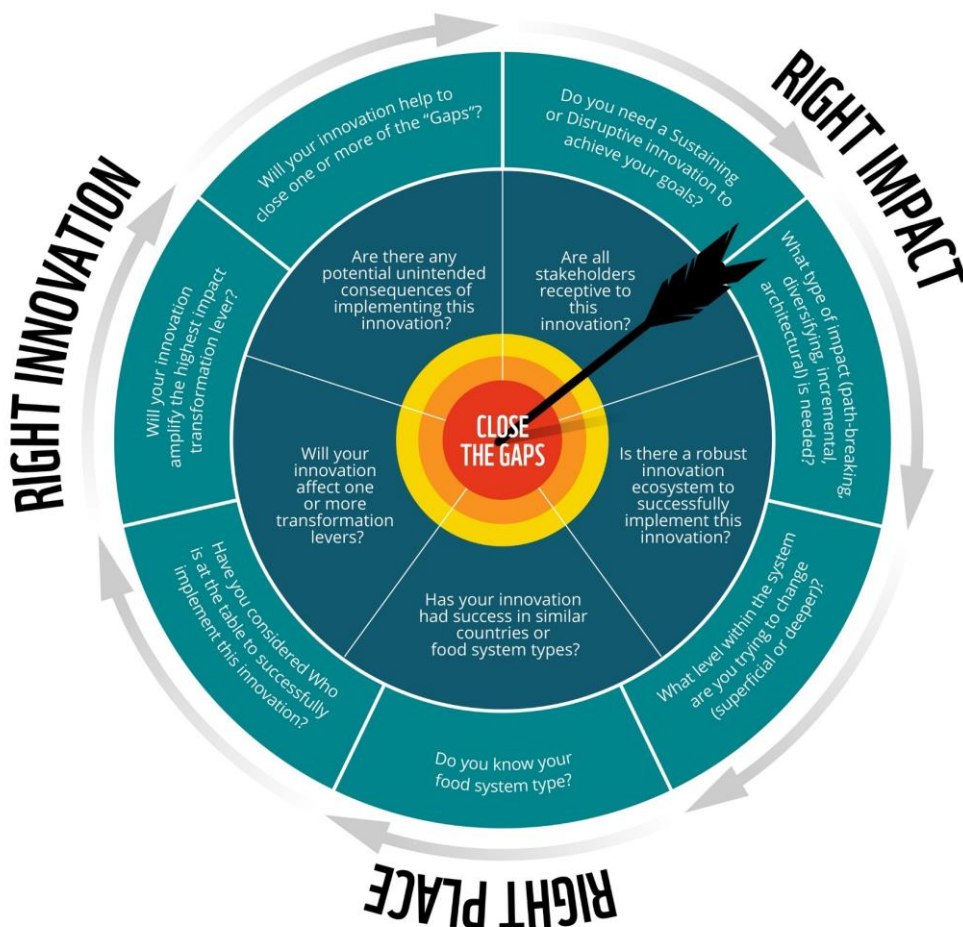 RIGHT IMPACT
RIGHT PLACE
RIGHT INNOVATION
Do you need a Sustaining
or Disruptive innovation to
achieve your goals?
What type of impact (path-breaking,
diversifying, incremental,
architectural) is needed?
What level within the system
are you trying to change
(superficial or deeper)?
Do you know your
food system type?
Have you considered Who
is at the table to successfully
implement this innovation?
Will your innovation
amplify the highest impact
transformation lever?
Will your innovation help to
close one or more of the “Gaps”?
Are all
stakeholders
receptive to
this
innovation?
Is there a robust
innovation
ecosystem to
successfully
implement this
innovation?
Has your innovation
had success in similar
countries or
food system types?
Will your
innovation
affect one
or more
transformation
levers?
Are there any
potential unintended
consequences of
implementing this
innovation?
CLOSE
THE GAPS